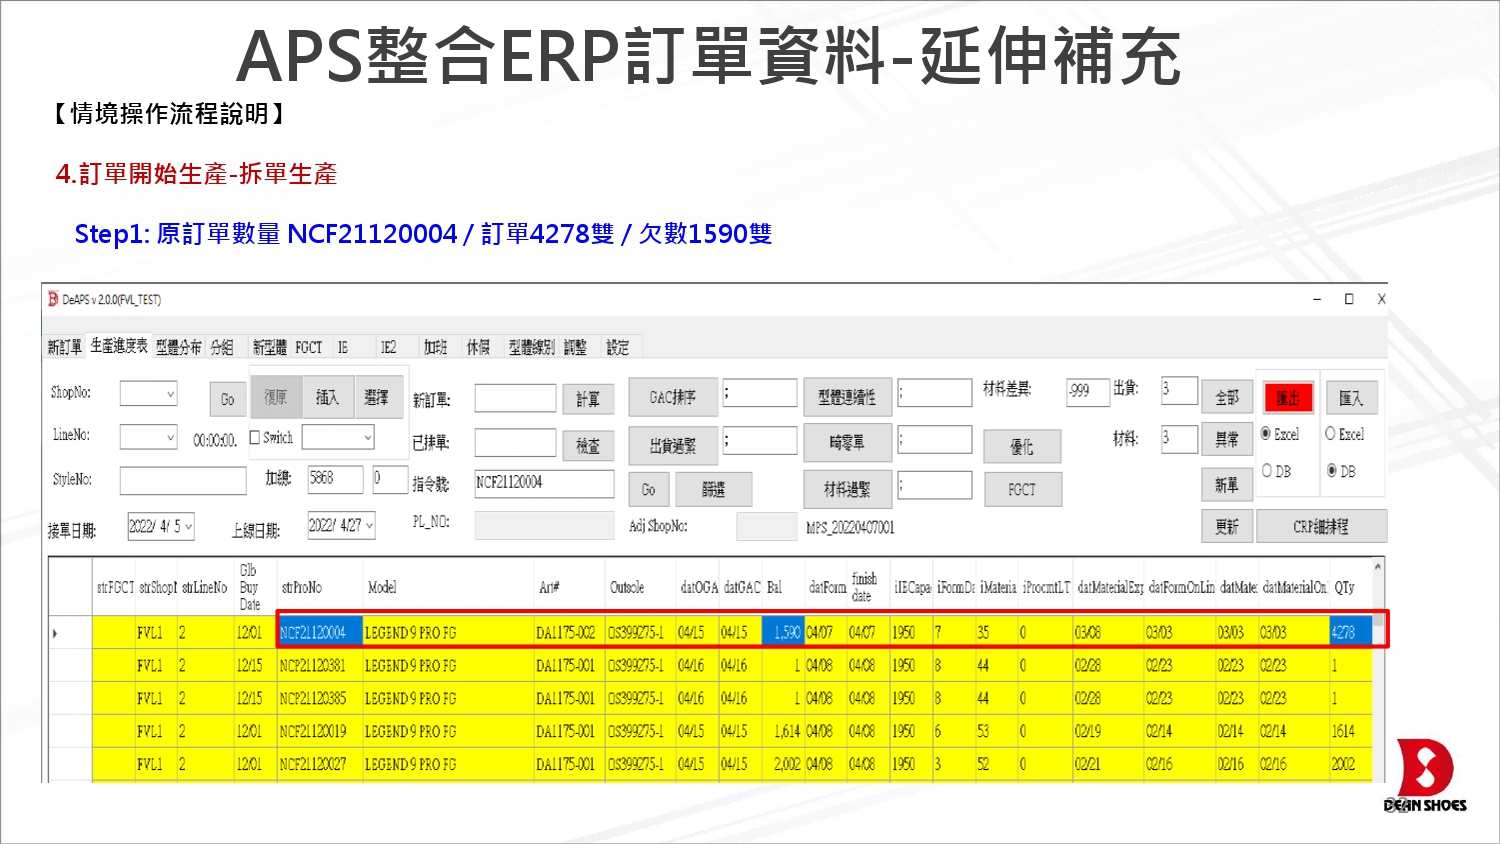 APS整合ERP訂單資料-延伸補充
【情境操作流程說明】
4.訂單開始生產-拆單生產
Step1: 原訂單數量 NCF21120004 / 訂單4278雙 / 欠數1590雙
DeAPS v 2.0.0(FVL_TEST)
新訂單 生產進度表 型體分布 分組 新型體 FGCT IE IE2 加班 休假 型體線別 調整 設定
ShopNo: Go 復原 插入 選擇 新訂單: 計算 GAC排序 ; 型體連續性 ; 材料差異: -999 出貨: 3 全部 匯出 匯入
LineNo: 00:00:00. Switch 已排單: 檢查 出貨過緊 ; 畸零單 ; 優化 材料: 3 異常 Excel Excel
StyleNo: 加總: 5868 0 指令號: NCF21120004 Go 篩選 材料過緊 ; FGCT 新單 DB DB
接單日期: 2022/ 4/ 5 上線日期: 2022/ 4/27 PL_NO: Adj ShopNo: MPS_20220407001 更新 CRP細排程
strFGCT strShopN strLineNo Glb Buy Date strProNo Model Art# Outsole datOGA datGAC Bal datForm finish date iIECapa iFormDa iMateria iProcmtLT datMaterialExp datFormOnLin datMate datMaterialOn QTy
FVL1 2 12/01 NCF21120004 LEGEND 9 PRO FG DA1175-002 OS399275-1 04/15 04/15 1,590 04/07 04/07 1950 7 35 0 03/08 03/03 03/03 03/03 4278
FVL1 2 12/15 NCP21120381 LEGEND 9 PRO FG DA1175-001 OS399275-1 04/16 04/16 1 04/08 04/08 1950 8 44 0 02/28 02/23 02/23 02/23 1
FVL1 2 12/15 NCP21120385 LEGEND 9 PRO FG DA1175-001 OS399275-1 04/16 04/16 1 04/08 04/08 1950 8 44 0 02/28 02/23 02/23 02/23 1
FVL1 2 12/01 NCF21120019 LEGEND 9 PRO FG DA1175-001 OS399275-1 04/15 04/15 1,614 04/08 04/08 1950 6 53 0 02/19 02/14 02/14 02/14 1614
FVL1 2 12/01 NCF21120027 LEGEND 9 PRO FG DA1175-001 OS399275-1 04/15 04/15 2,002 04/08 04/08 1950 3 52 0 02/21 02/16 02/16 02/16 2002
DEAN SHOES